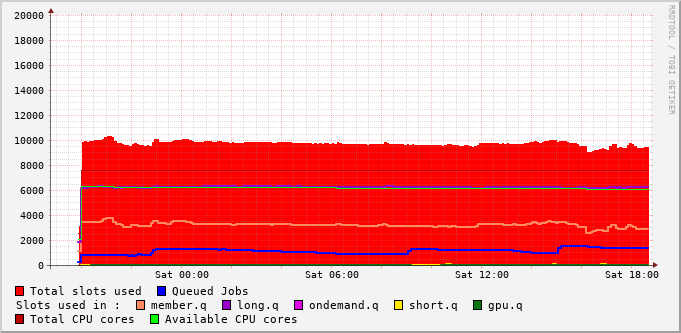 RRDTOOL / TOBI OETIKER
20000
18000
16000
14000
12000
10000
8000
6000
4000
2000
0
Sat 00:00 Sat 06:00 Sat 12:00 Sat 18:00
Total slots used Queued Jobs
Slots used in : member.q long.q ondemand.q short.q gpu.q
Total CPU cores Available CPU cores